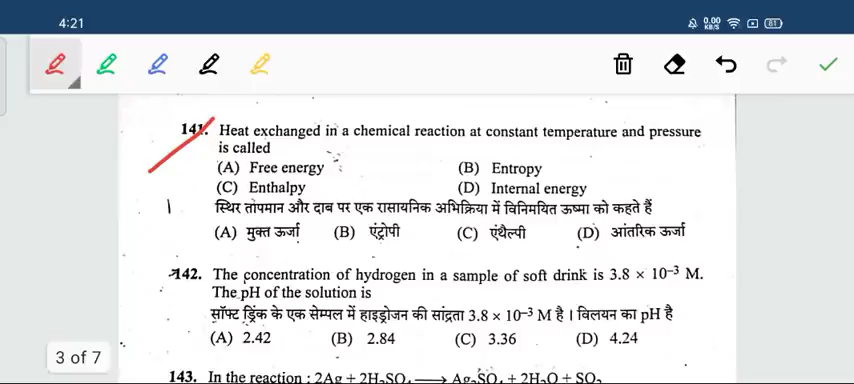 4:21
0.00 KB/S
81
141. Heat exchanged in a chemical reaction at constant temperature and pressure
is called
(A) Free energy (B) Entropy
(C) Enthalpy (D) Internal energy
स्थिर तापमान और दाब पर एक रासायनिक अभिक्रिया में विनिमयित ऊष्मा को कहते हैं
(A) मुक्त ऊर्जा (B) एंट्रोपी (C) एंथैल्पी (D) आंतरिक ऊर्जा
142. The concentration of hydrogen in a sample of soft drink is 3.8 × 10⁻³ M.
The pH of the solution is
सॉफ्ट ड्रिंक के एक सेम्पल में हाइड्रोजन की सांद्रता 3.8 × 10⁻³ M है । विलयन का pH है
(A) 2.42 (B) 2.84 (C) 3.36 (D) 4.24
3 of 7
143. In the reaction : 2Ag + 2H₂SO₄ ⟶ Ag₂SO₄ + 2H₂O + SO₂